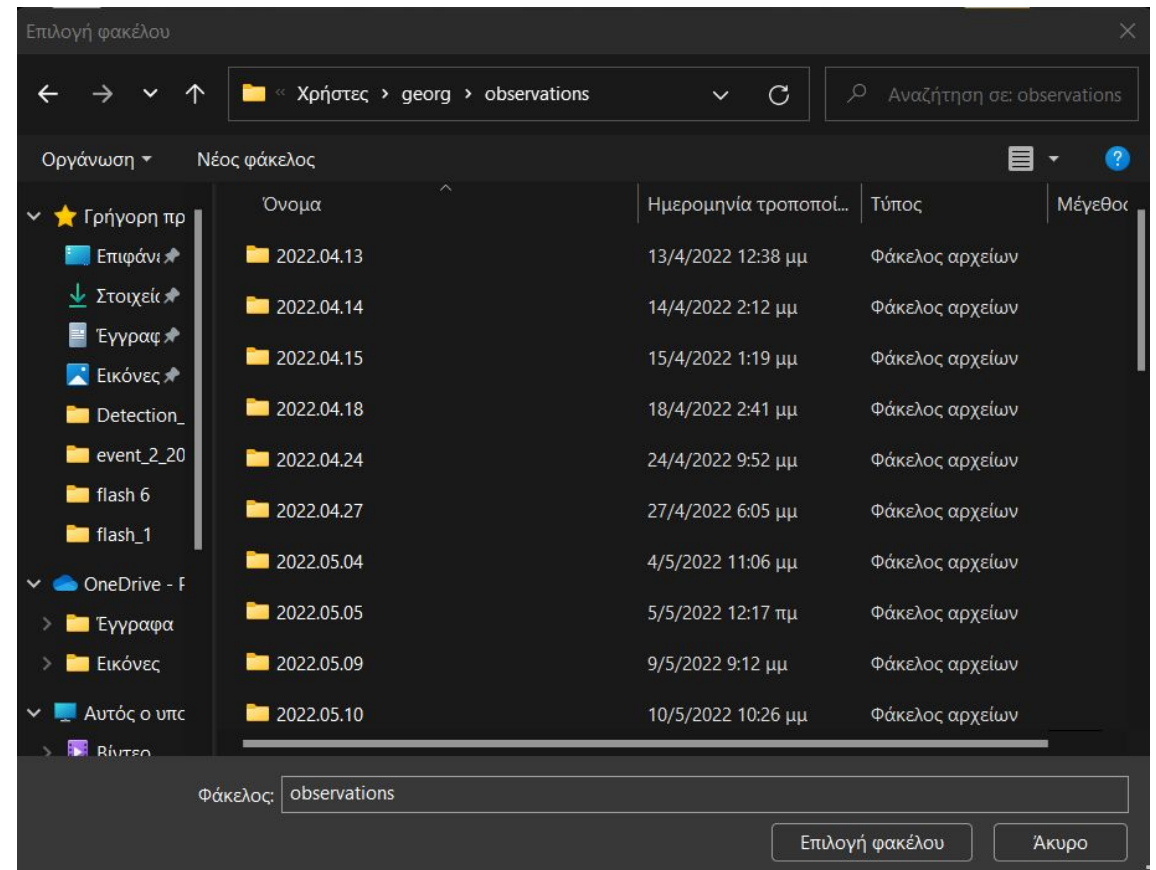 Επιλογή φακέλου
« Χρήστες › georg › observations
Αναζήτηση σε: observations
Οργάνωση Νέος φάκελος
Όνομα Ημερομηνία τροποποί... Τύπος Μέγεθος
Γρήγορη πρ
Επιφάνε
Στοιχεία
Έγγραφ
Εικόνες
Detection_
event_2_20
flash 6
flash_1
OneDrive - P
Έγγραφα
Εικόνες
Αυτός ο υπο
Βίντεο
2022.04.13 13/4/2022 12:38 μμ Φάκελος αρχείων
2022.04.14 14/4/2022 2:12 μμ Φάκελος αρχείων
2022.04.15 15/4/2022 1:19 μμ Φάκελος αρχείων
2022.04.18 18/4/2022 2:41 μμ Φάκελος αρχείων
2022.04.24 24/4/2022 9:52 μμ Φάκελος αρχείων
2022.04.27 27/4/2022 6:05 μμ Φάκελος αρχείων
2022.05.04 4/5/2022 11:06 μμ Φάκελος αρχείων
2022.05.05 5/5/2022 12:17 πμ Φάκελος αρχείων
2022.05.09 9/5/2022 9:12 μμ Φάκελος αρχείων
2022.05.10 10/5/2022 10:26 μμ Φάκελος αρχείων
Φάκελος: observations
Επιλογή φακέλου Άκυρο